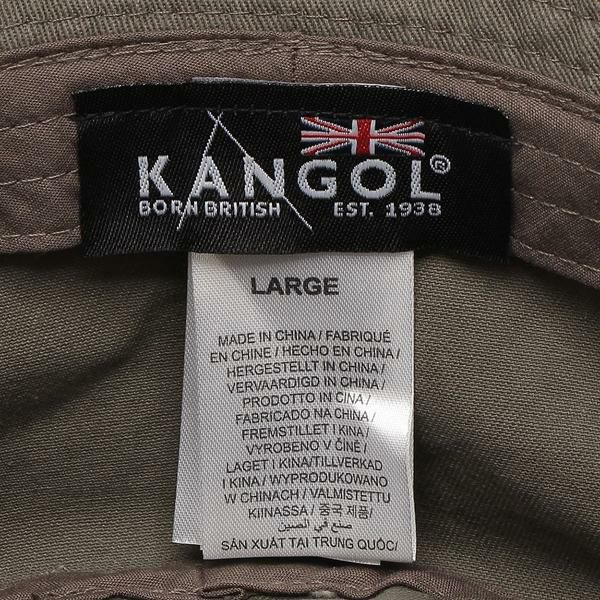 KANGOL®
BORN BRITISH EST. 1938
LARGE
MADE IN CHINA / FABRIQUÉ
EN CHINE / HECHO EN CHINA /
HERGESTELLT IN CHINA /
VERVAARDIGD IN CHINA /
PRODOTTO IN CINA /
FABRICADO NA CHINA /
FREMSTILLET I KINA /
VYROBENO V ČÍNĚ /
LAGET I KINA/TILLVERKAD
I KINA / WYPRODUKOWANO
W CHINACH / VALMISTETTU
KIINASSA / 중국 제품/
صنع في الصين
SẢN XUẤT TẠI TRUNG QUỐC/